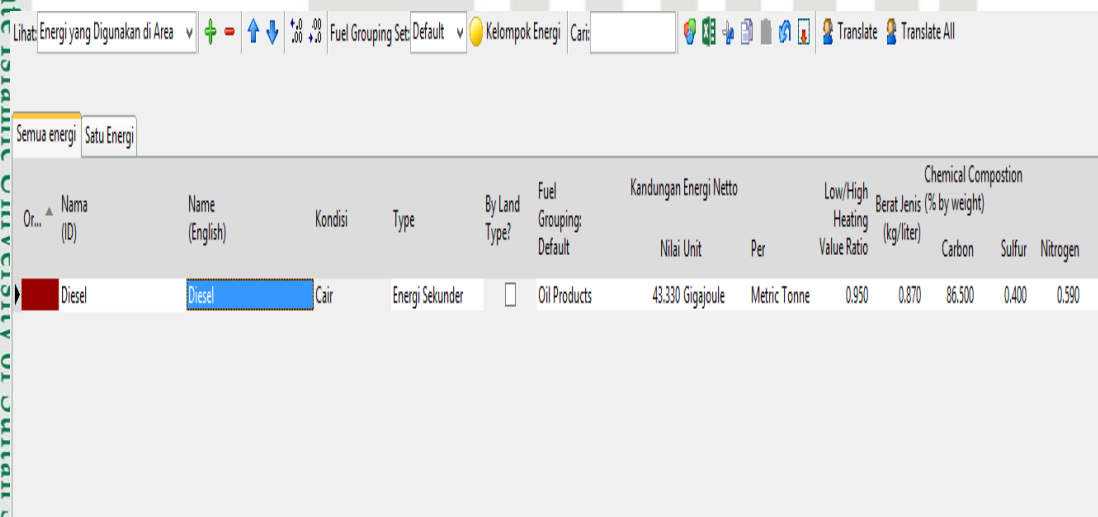 Lihat: Energi yang Digunakan di Area Fuel Grouping Set: Default Kelompok Energi Cari: Translate Translate All
Semua energi Satu Energi
Or... Nama (ID) Name (English) Kondisi Type By Land Type? Fuel Grouping: Default Kandungan Energi Netto Nilai Unit Per Low/High Heating Value Ratio Berat Jenis (kg/liter) Chemical Compostion (% by weight) Carbon Sulfur Nitrogen
Diesel Diesel Cair Energi Sekunder Oil Products 43.330 Gigajoule Metric Tonne 0.950 0.870 86.500 0.400 0.590